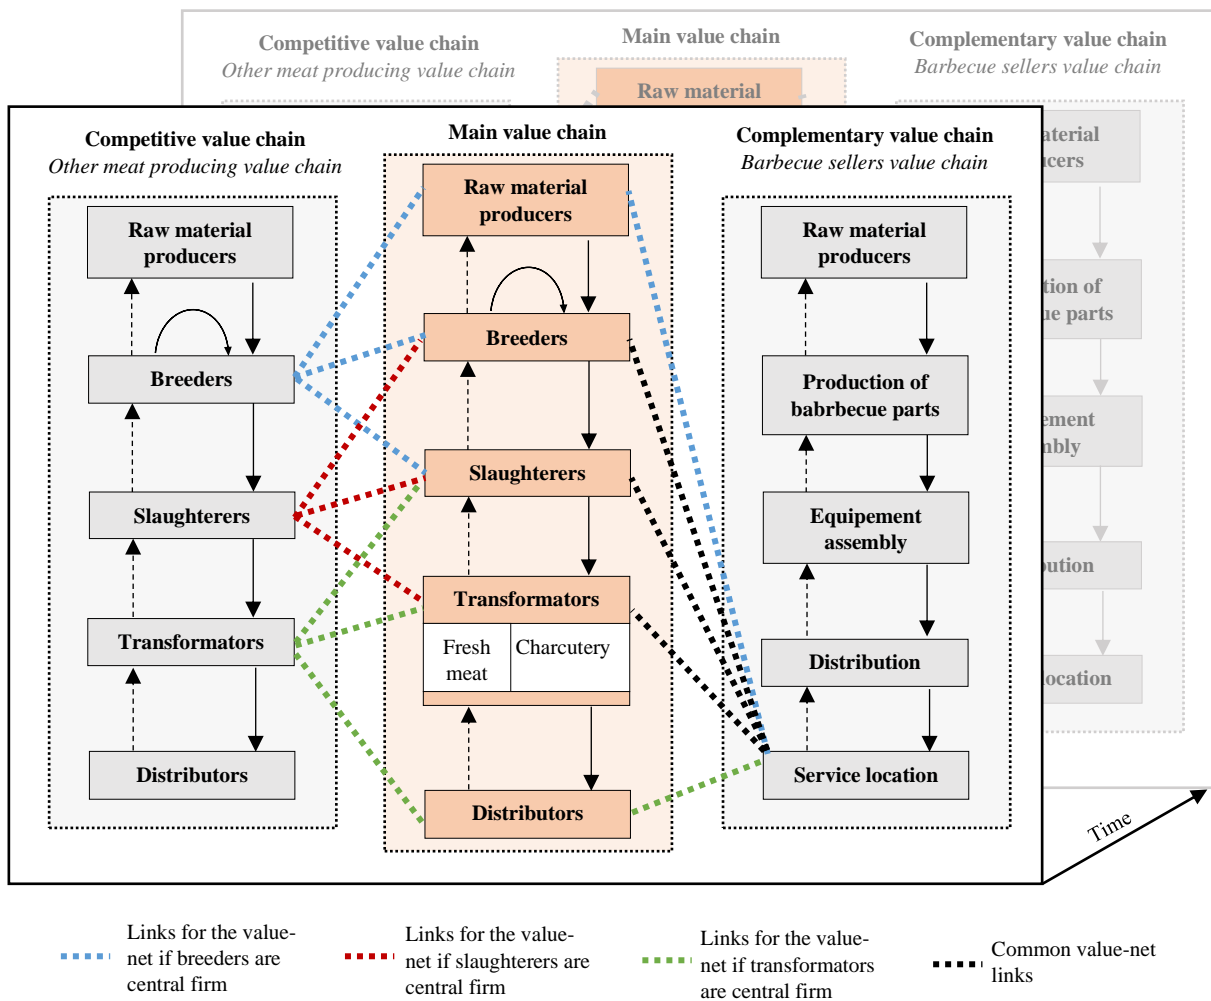 Competitive value chain
Other meat producing value chain
Main value chain
Raw material
Complementary value chain
Barbecue sellers value chain
Competitive value chain
Other meat producing value chain
Raw material
producers
Breeders
Slaughterers
Transformators
Distributors
Main value chain
Raw material
producers
Breeders
Slaughterers
Transformators
Fresh
meat
Charcutery
Distributors
Complementary value chain
Barbecue sellers value chain
Raw material
producers
Production of
babrbecue parts
Equipement
assembly
Distribution
Service location
Time
Links for the value-
net if breeders are
central firm
Links for the value-
net if slaughterers are
central firm
Links for the value-
net if transformators
are central firm
Common value-net
links